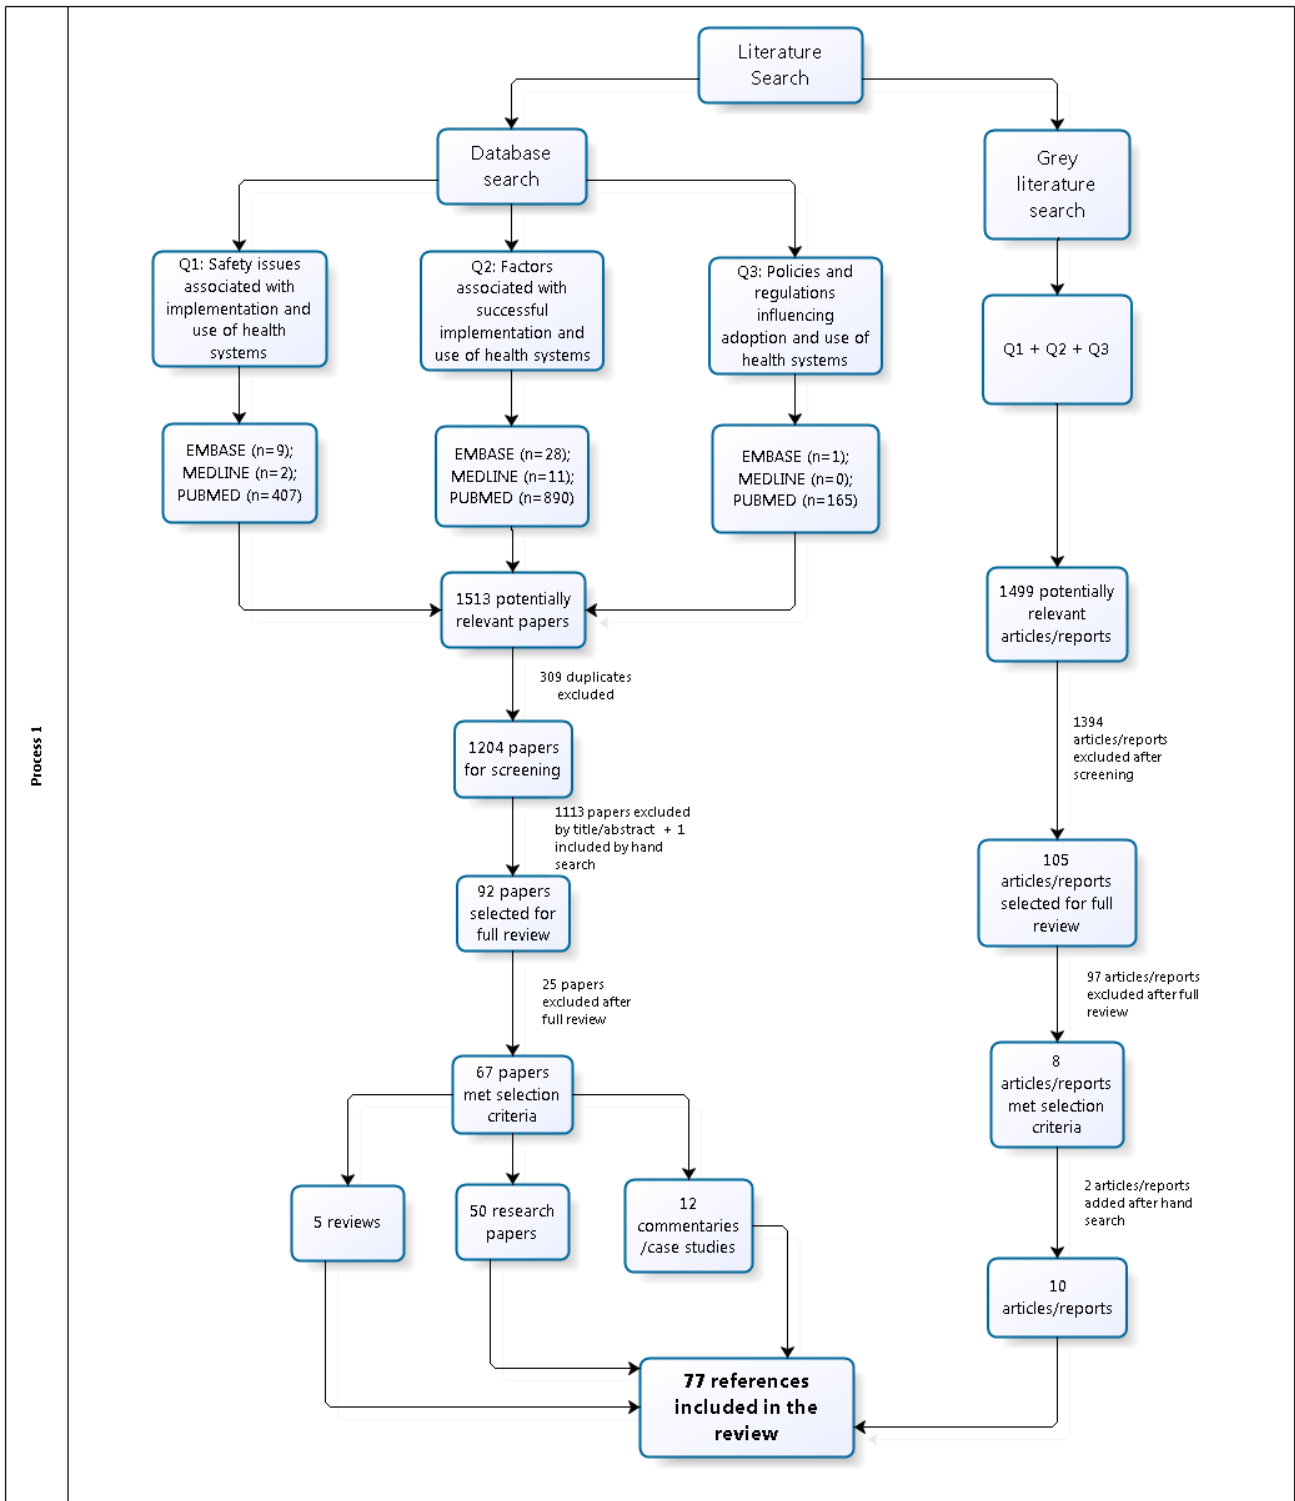 Process 1
Literature
Search
Database
search
Grey
literature
search
Q1: Safety issues
associated with
implementation and
use of health
systems
Q2: Factors
associated with
successful
implementation and
use of health systems
Q3: Policies and
regulations
influencing
adoption and use of
health systems
Q1 + Q2 + Q3
EMBASE (n=9);
MEDLINE (n=2);
PUBMED (n=407)
EMBASE (n=28);
MEDLINE (n=11);
PUBMED (n=890)
EMBASE (n=1);
MEDLINE (n=0);
PUBMED (n=165)
1513 potentially
relevant papers
1499 potentially
relevant
articles/reports
309 duplicates
excluded
1204 papers
for screening
1394
articles/reports
excluded after
screening
1113 papers excluded
by title/abstract + 1
included by hand
search
92 papers
selected for
full review
105
articles/reports
selected for full
review
25 papers
excluded after
full review
97 articles/reports
excluded after full
review
67 papers
met selection
criteria
8
articles/reports
met selection
criteria
5 reviews
50 research
papers
12
commentaries
/case studies
2 articles/reports
added after hand
search
10
articles/reports
77 references
included in the
review